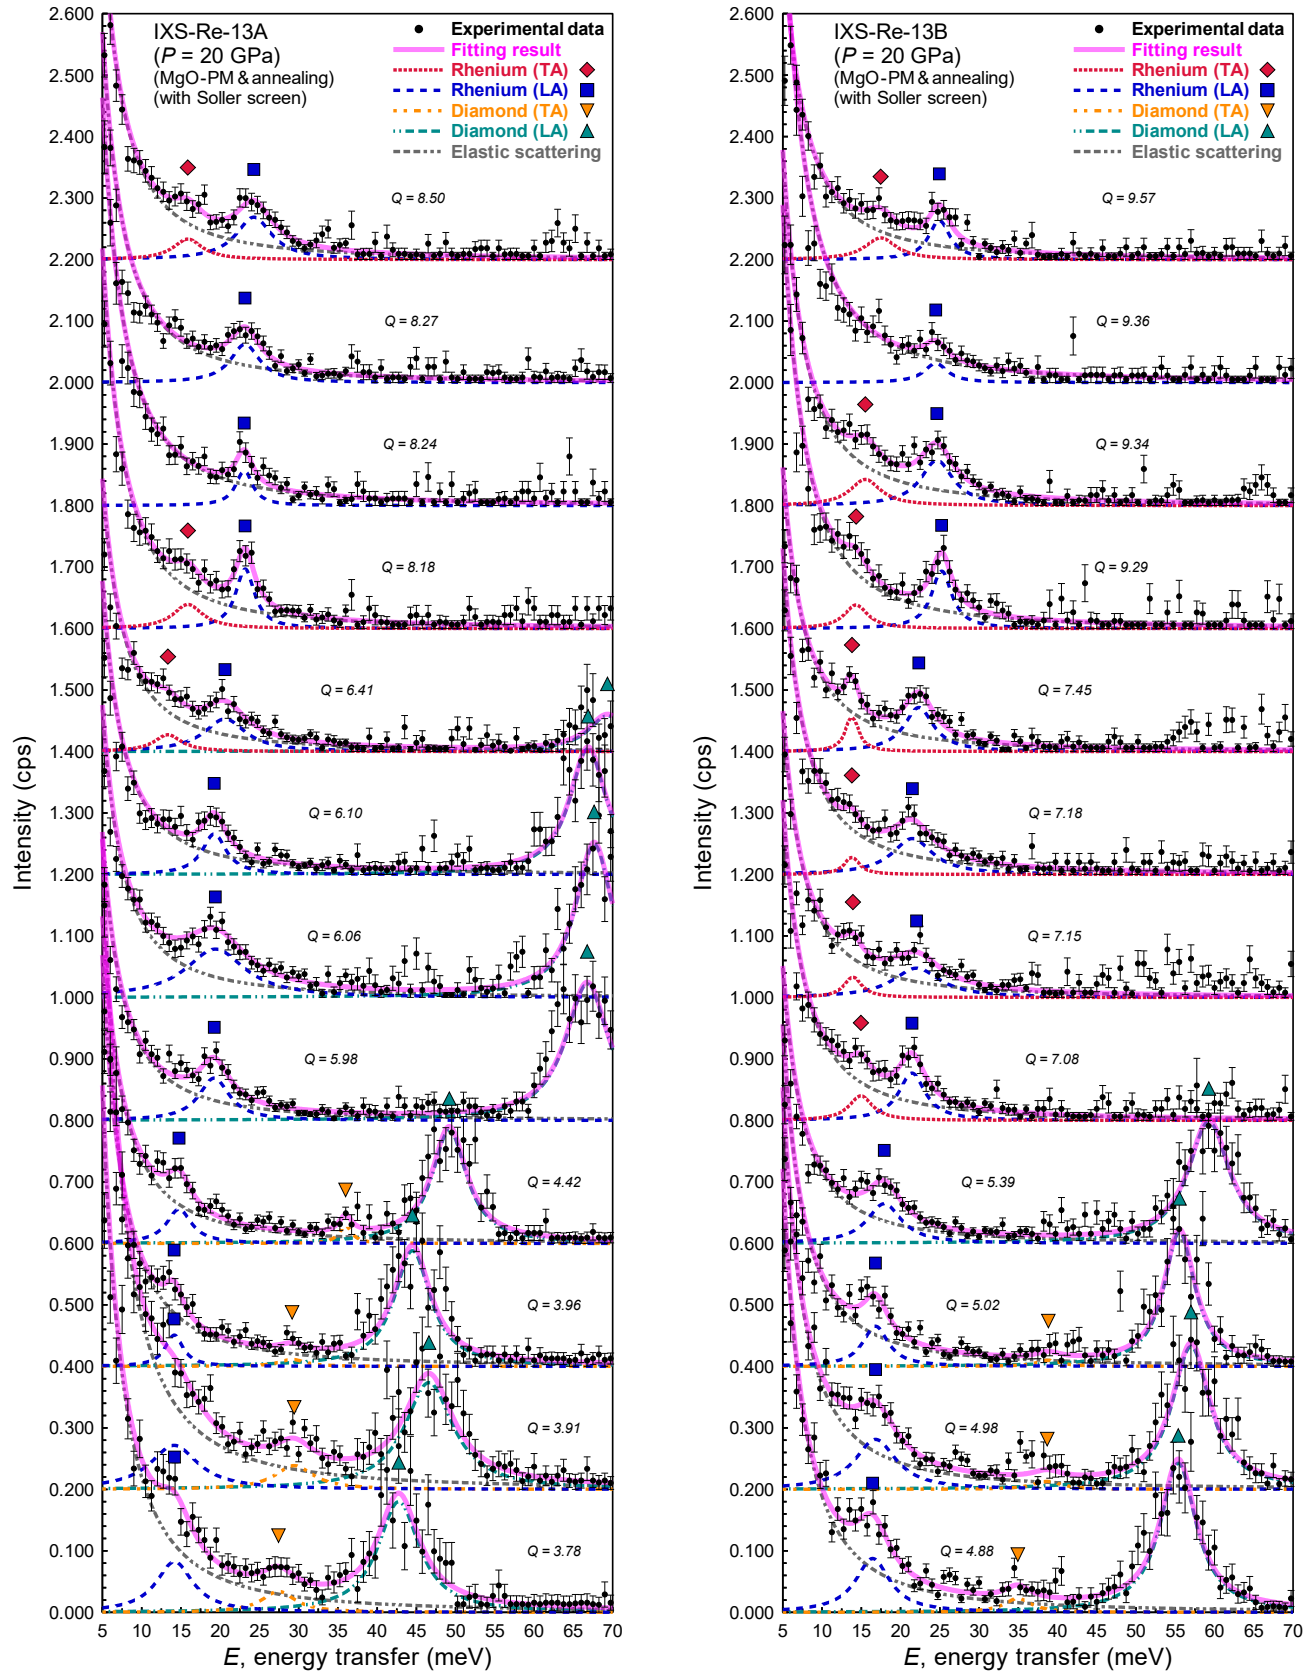 IXS-Re-13A
(P = 20 GPa)
(MgO-PM & annealing)
(with Soller screen)
Experimental data
Fitting result
Rhenium (TA)
Rhenium (LA)
Diamond (TA)
Diamond (LA)
Elastic scattering
2.600
2.500
2.400
2.300
2.200
2.100
2.000
1.900
1.800
1.700
1.600
1.500
1.400
1.300
1.200
1.100
1.000
0.900
0.800
0.700
0.600
0.500
0.400
0.300
0.200
0.100
0.000
Intensity (cps)
Q = 8.50
Q = 8.27
Q = 8.24
Q = 8.18
Q = 6.41
Q = 6.10
Q = 6.06
Q = 5.98
Q = 4.42
Q = 3.96
Q = 3.91
Q = 3.78
5 10 15 20 25 30 35 40 45 50 55 60 65 70
E, energy transfer (meV)
IXS-Re-13B
(P = 20 GPa)
(MgO-PM & annealing)
(with Soller screen)
Experimental data
Fitting result
Rhenium (TA)
Rhenium (LA)
Diamond (TA)
Diamond (LA)
Elastic scattering
2.600
2.500
2.400
2.300
2.200
2.100
2.000
1.900
1.800
1.700
1.600
1.500
1.400
1.300
1.200
1.100
1.000
0.900
0.800
0.700
0.600
0.500
0.400
0.300
0.200
0.100
0.000
Intensity (cps)
Q = 9.57
Q = 9.36
Q = 9.34
Q = 9.29
Q = 7.45
Q = 7.18
Q = 7.15
Q = 7.08
Q = 5.39
Q = 5.02
Q = 4.98
Q = 4.88
5 10 15 20 25 30 35 40 45 50 55 60 65 70
E, energy transfer (meV)